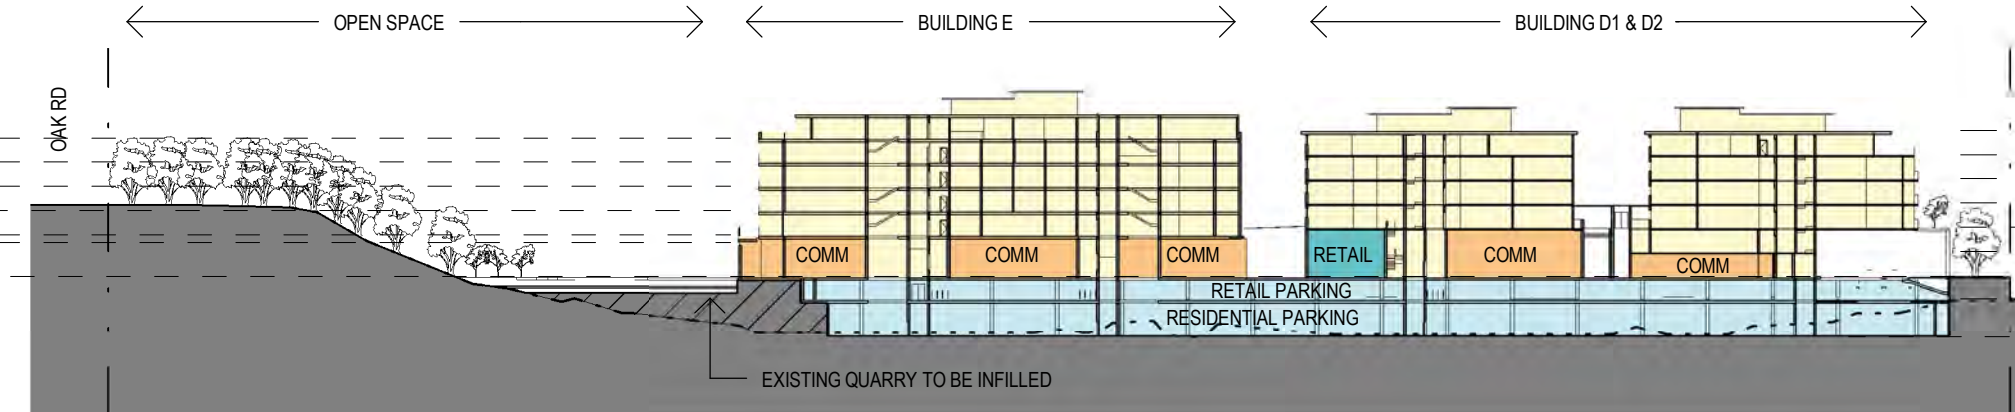 OPEN SPACE
BUILDING E
BUILDING D1 & D2
OAK RD
COMM
COMM
COMM
RETAIL
COMM
COMM
RETAIL PARKING
RESIDENTIAL PARKING
EXISTING QUARRY TO BE INFILLED